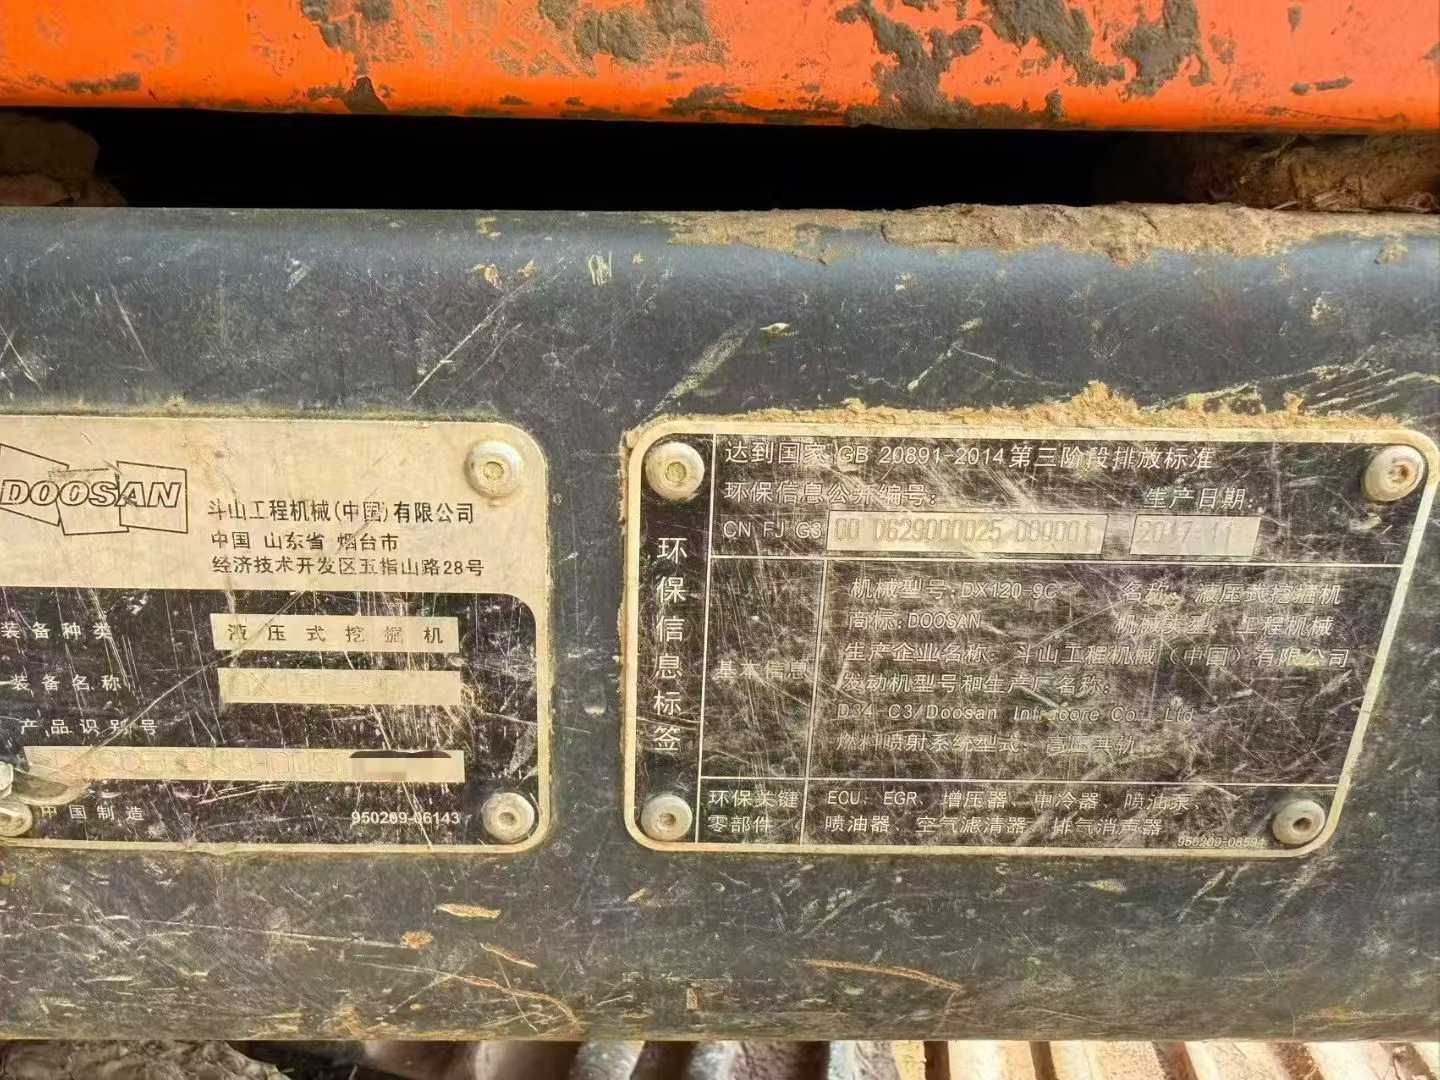 DOOSAN
斗山工程机械(中国)有限公司
中国 山东省 烟台市
经济技术开发区五指山路28号
装备种类
液压式挖掘机
装备名称
产品识别号
中国制造
950209-06143
环保信息标签
达到国家 GB 20891-2014 第三阶段排放标准
环保信息公开编号:
生产日期:
CN FJ G3 00 D629000025 000001
2017-11
基本信息
机械型号:DX120-9C
名称:液压式挖掘机
商标:DOOSAN
机械类型:工程机械
生产企业名称:斗山工程机械(中国)有限公司
发动机型号和生产厂名称:
D34-C3/Doosan Infracore Co., Ltd
燃料喷射系统型式:高压共轨
环保关键零部件
ECU、EGR、增压器、中冷器、喷油泵、
喷油器、空气滤清器、排气消声器